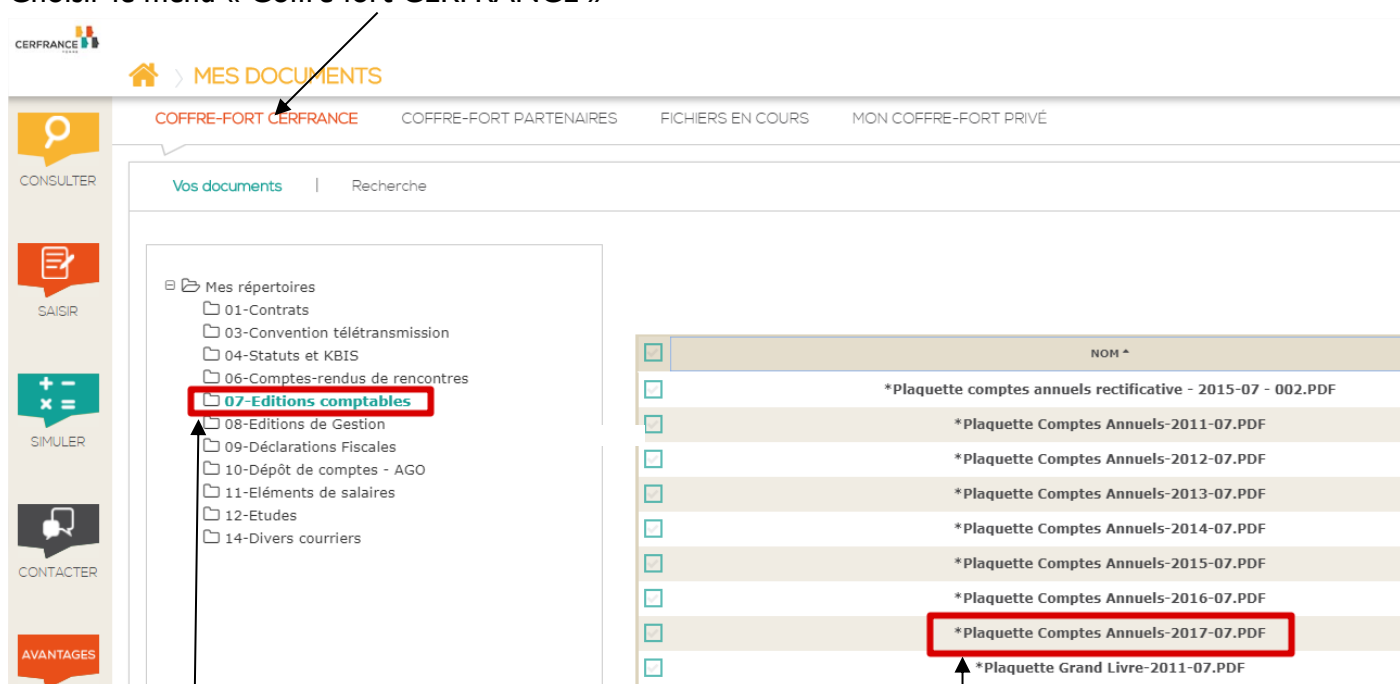 Choisir le menu « Coffre fort CERFRANCE »
CERFRANCE
MES DOCUMENTS
COFFRE-FORT CERFRANCE COFFRE-FORT PARTENAIRES FICHIERS EN COURS MON COFFRE-FORT PRIVÉ
CONSULTER
Vos documents | Recherche
SAISIR
SIMULER
CONTACTER
AVANTAGES
Mes répertoires
01-Contrats
03-Convention télétransmission
04-Statuts et KBIS
06-Comptes-rendus de rencontres
07-Editions comptables
08-Editions de Gestion
09-Déclarations Fiscales
10-Dépôt de comptes - AGO
11-Eléments de salaires
12-Etudes
14-Divers courriers
NOM
*Plaquette comptes annuels rectificative - 2015-07 - 002.PDF
*Plaquette Comptes Annuels-2011-07.PDF
*Plaquette Comptes Annuels-2012-07.PDF
*Plaquette Comptes Annuels-2013-07.PDF
*Plaquette Comptes Annuels-2014-07.PDF
*Plaquette Comptes Annuels-2015-07.PDF
*Plaquette Comptes Annuels-2016-07.PDF
*Plaquette Comptes Annuels-2017-07.PDF
*Plaquette Grand Livre-2011-07.PDF